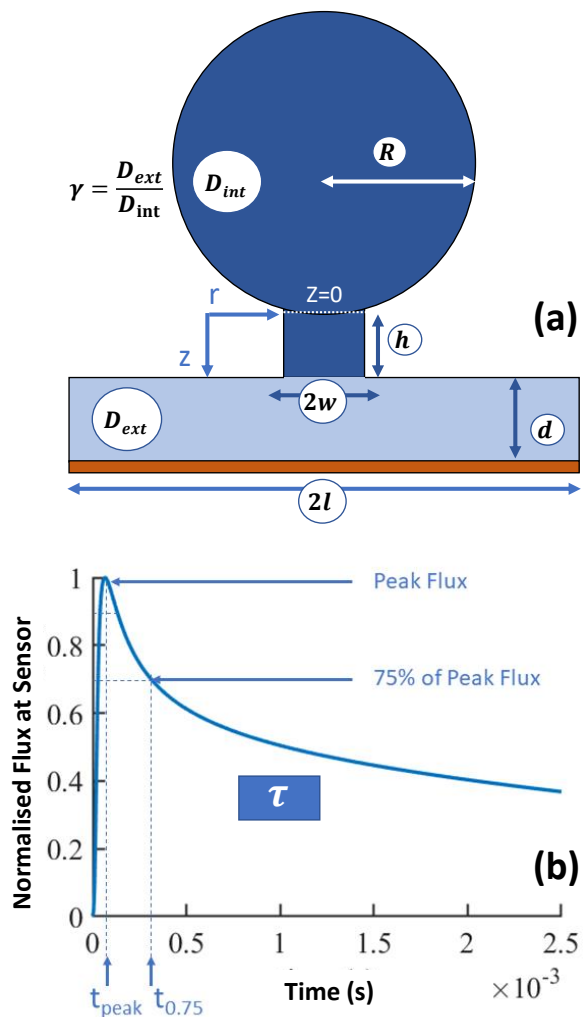 γ = D_ext / D_int
D_int
R
Z=0
r
z
h
(a)
2w
D_ext
d
2l
Normalised Flux at Sensor
1
0.8
0.6
0.4
0.2
0
Peak Flux
75% of Peak Flux
τ
(b)
0 0.5 1 1.5 2 2.5
t_peak t_0.75 Time (s) ×10⁻³